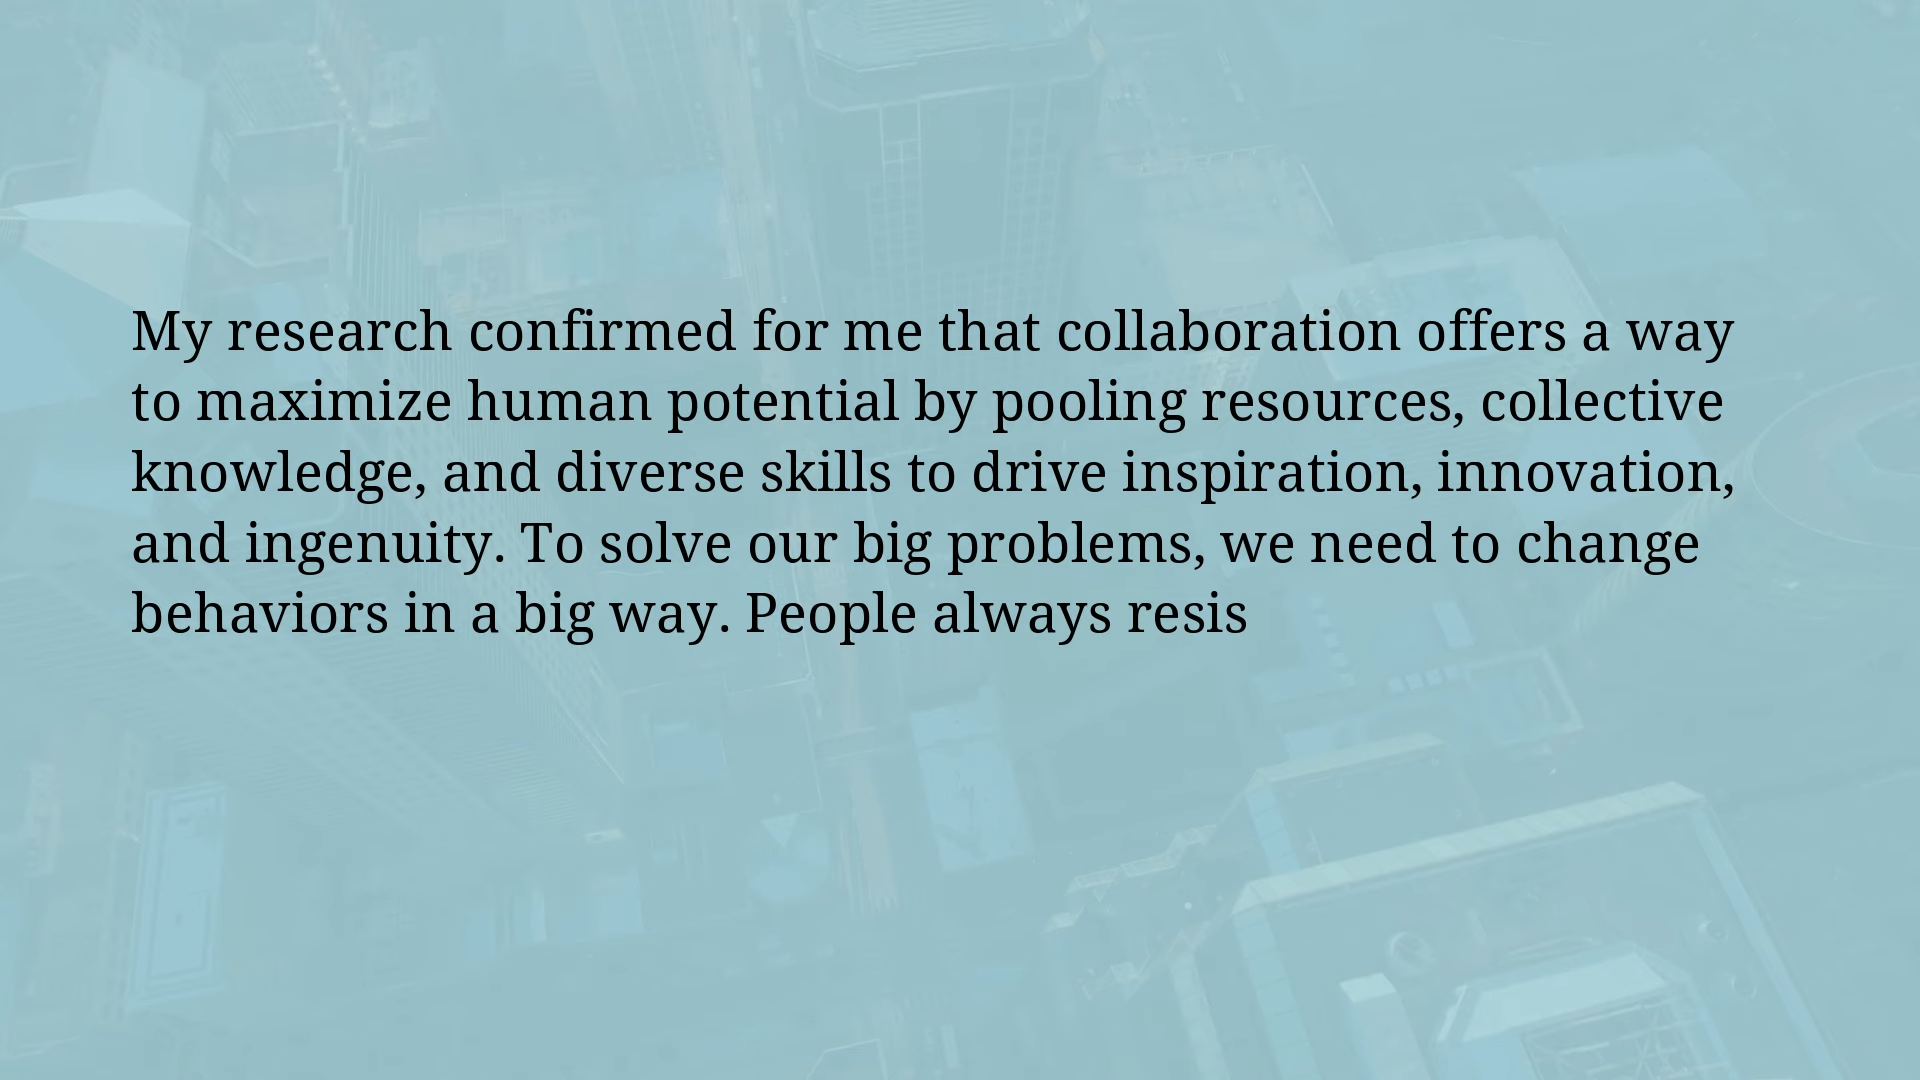 My research confirmed for me that collaboration offers a way
to maximize human potential by pooling resources, collective
knowledge, and diverse skills to drive inspiration, innovation,
and ingenuity. To solve our big problems, we need to change
behaviors in a big way. People always resis